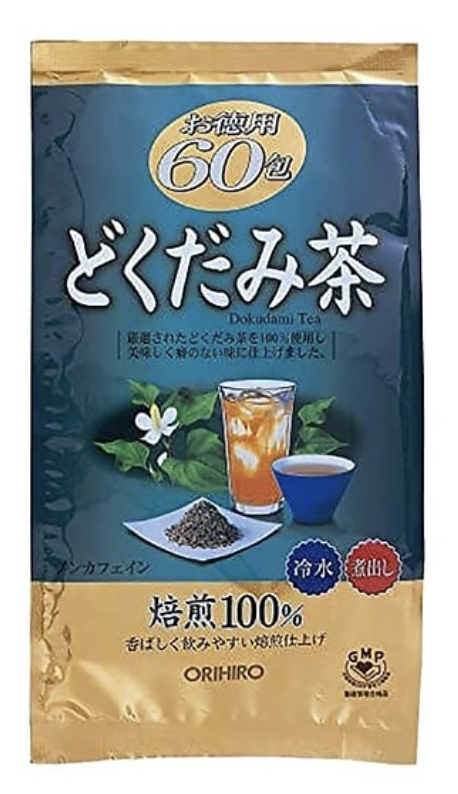 お徳用
60包
どくだみ茶
Dokudami Tea
厳選されたどくだみ茶を100%使用し
美味しく癖のない味に仕上げました。
ノンカフェイン
冷水
煮出し
焙煎100%
香ばしく飲みやすい焙煎仕上げ
ORIHIRO
GMP